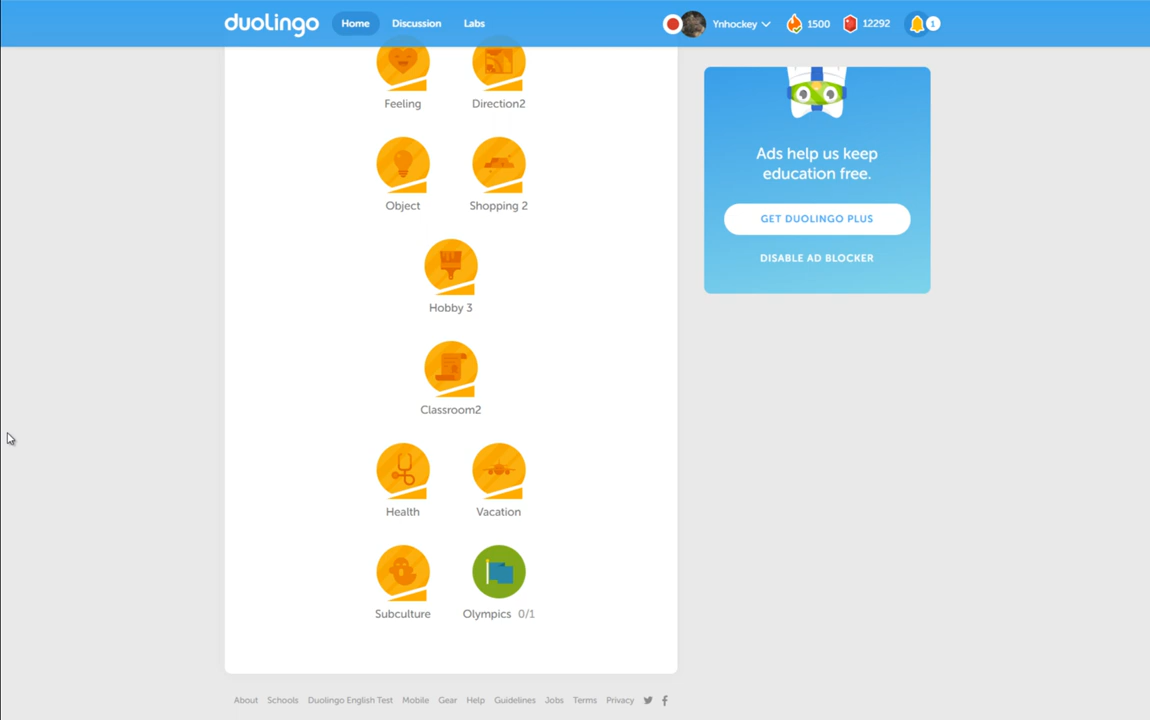 duolingo Home Discussion Labs Ynhockey 1500 12292 1
Feeling Direction2
Object Shopping 2
Hobby 3
Classroom2
Health Vacation
Subculture Olympics 0/1
Ads help us keep
education free.
GET DUOLINGO PLUS
DISABLE AD BLOCKER
About Schools Duolingo English Test Mobile Gear Help Guidelines Jobs Terms Privacy